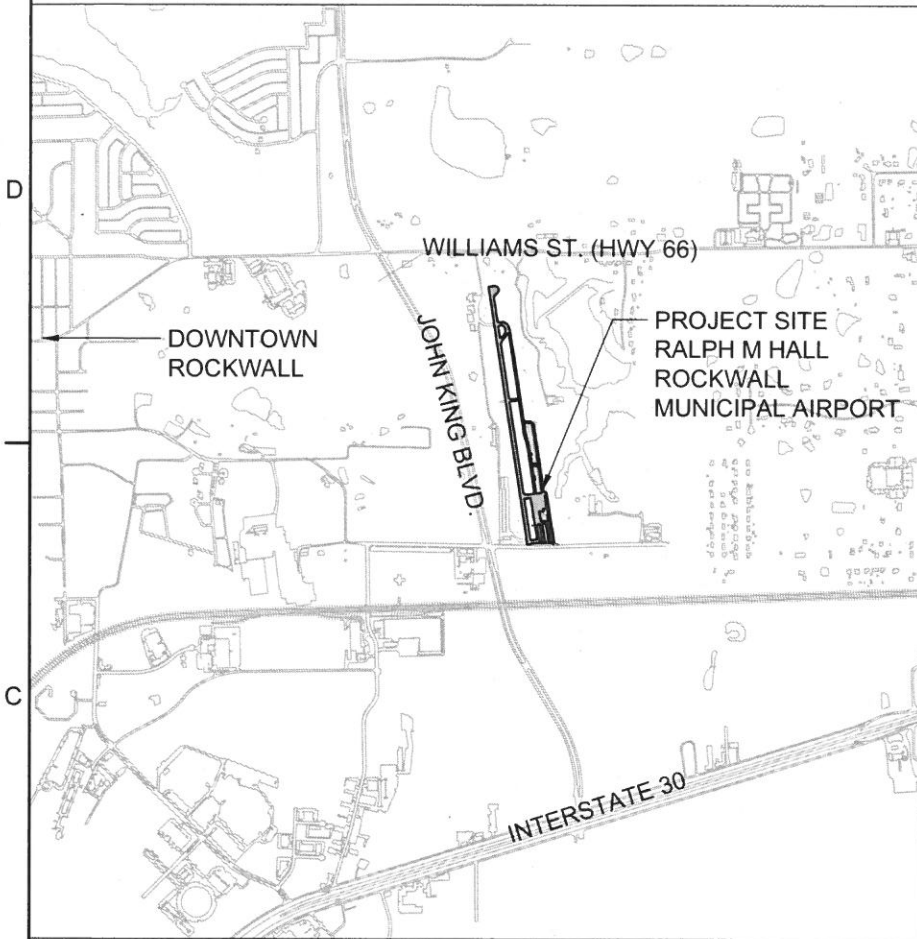 D
WILLIAMS ST. (HWY 66)
DOWNTOWN
ROCKWALL
JOHN KING BLVD.
PROJECT SITE
RALPH M HALL
ROCKWALL
MUNICIPAL AIRPORT
C
INTERSTATE 30